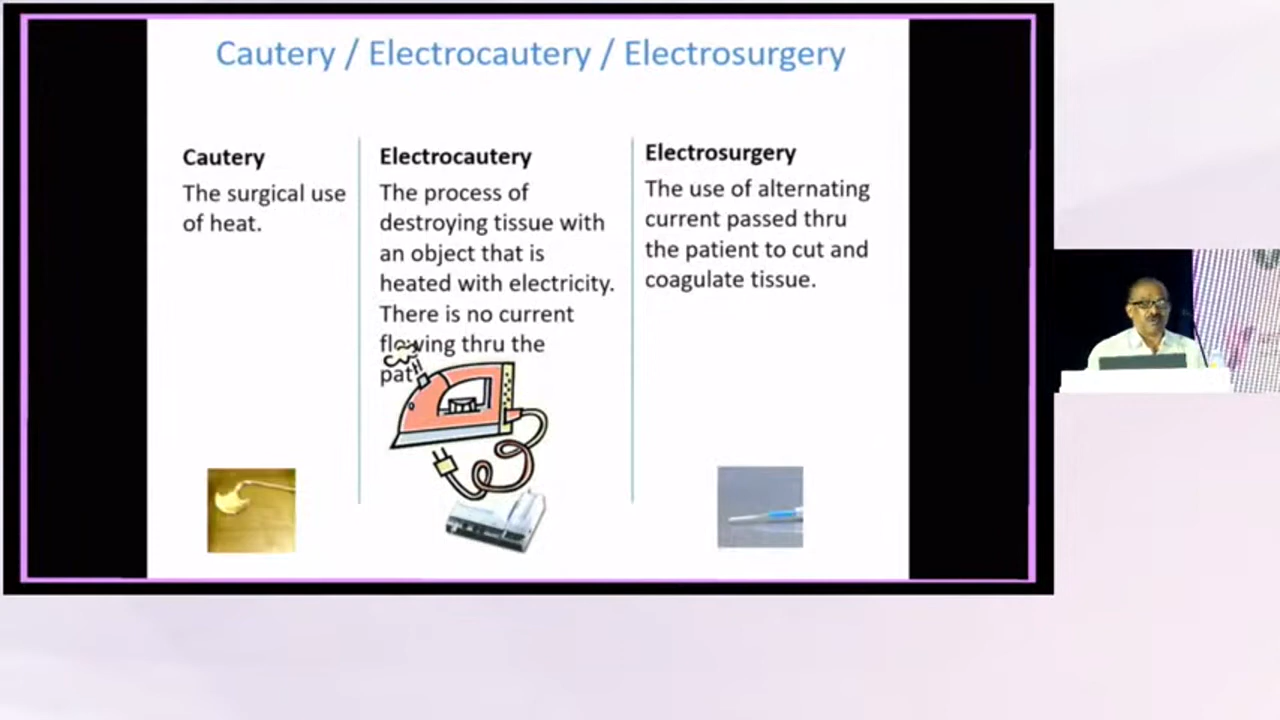 Cautery / Electrocautery / Electrosurgery
Cautery
The surgical use
of heat.
Electrocautery
The process of
destroying tissue with
an object that is
heated with electricity.
There is no current
flowing thru the
Electrosurgery
The use of alternating
current passed thru
the patient to cut and
coagulate tissue.